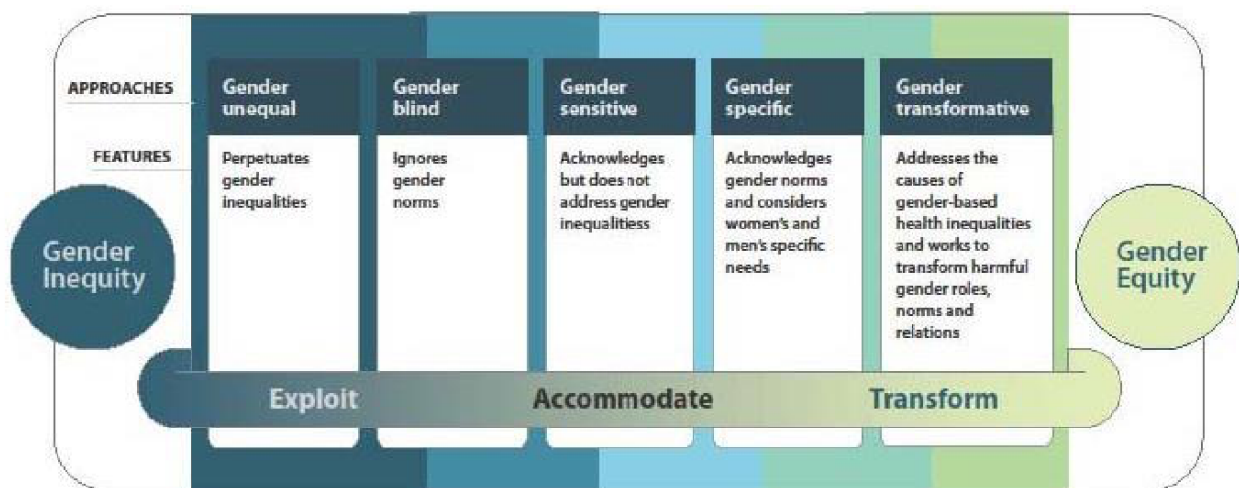 APPROACHES
Gender
unequal
Gender
blind
Gender
sensitive
Gender
specific
Gender
transformative
FEATURES
Perpetuates
gender
inequalities
Ignores
gender
norms
Acknowledges
but does not
address gender
inequalitiess
Acknowledges
gender norms
and considers
women's and
men's specific
needs
Addresses the
causes of
gender-based
health inequalities
and works to
transform harmful
gender roles,
norms and
relations
Gender
Inequity
Gender
Equity
Exploit
Accommodate
Transform